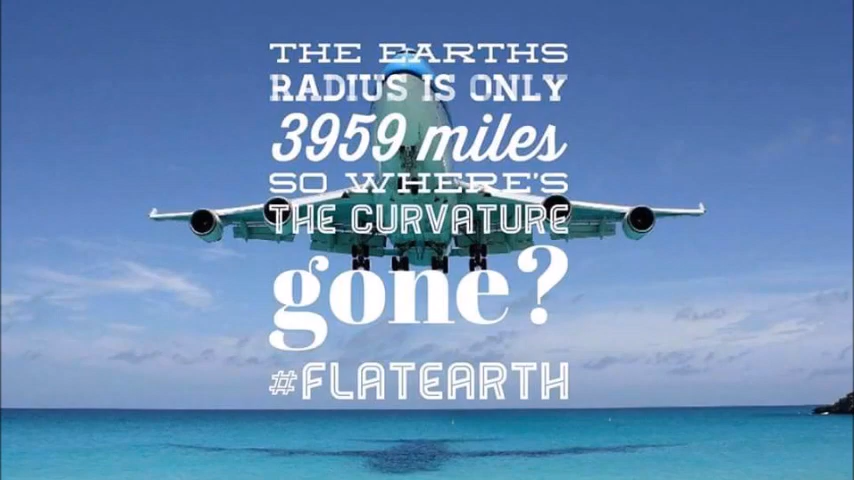 THE EARTHS
RADIUS IS ONLY
3959 miles
SO WHERE'S
THE CURVATURE
gone?
#FLATEARTH